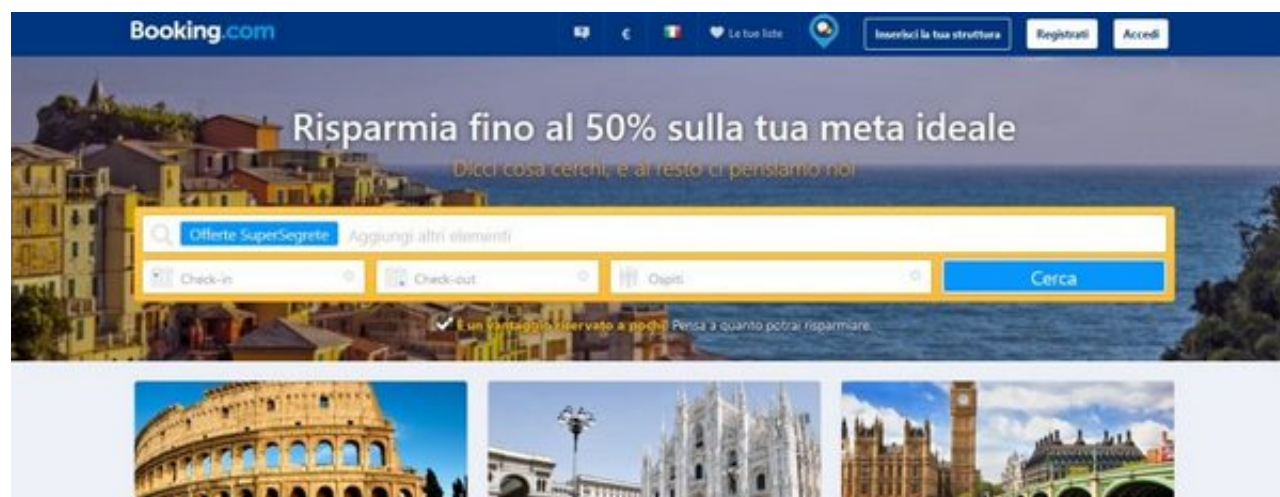 Booking.com
€ Le tue liste Inserisci la tua struttura Registrati Accedi
Risparmia fino al 50% sulla tua meta ideale
Dicci cosa cerchi, e al resto ci pensiamo noi
Offerte SuperSegrete Aggiungi altri elementi
Check-in Check-out Ospiti Cerca
È un vantaggio riservato a pochi! Pensa a quanto potrai risparmiare.